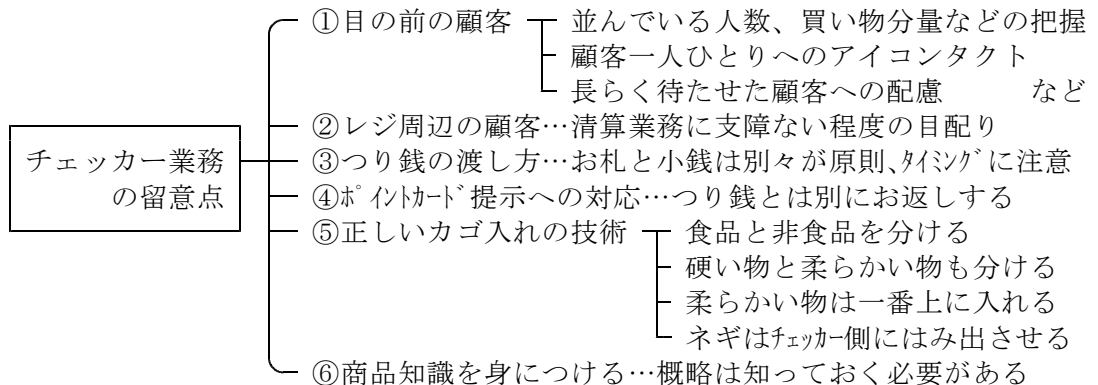 ①目の前の顧客 並んでいる人数、買い物分量などの把握
顧客一人ひとりへのアイコンタクト
長らく待たせた顧客への配慮 など
②レジ周辺の顧客…清算業務に支障ない程度の目配り
チェッカー業務
の留意点
③つり銭の渡し方…お札と小銭は別々が原則、ﾀｲﾐﾝｸﾞに注意
④ﾎﾟｲﾝﾄｶｰﾄﾞ提示への対応…つり銭とは別にお返しする
⑤正しいカゴ入れの技術 食品と非食品を分ける
硬い物と柔らかい物も分ける
柔らかい物は一番上に入れる
ネギはﾁｪｯｶｰ側にはみ出させる
⑥商品知識を身につける…概略は知っておく必要がある